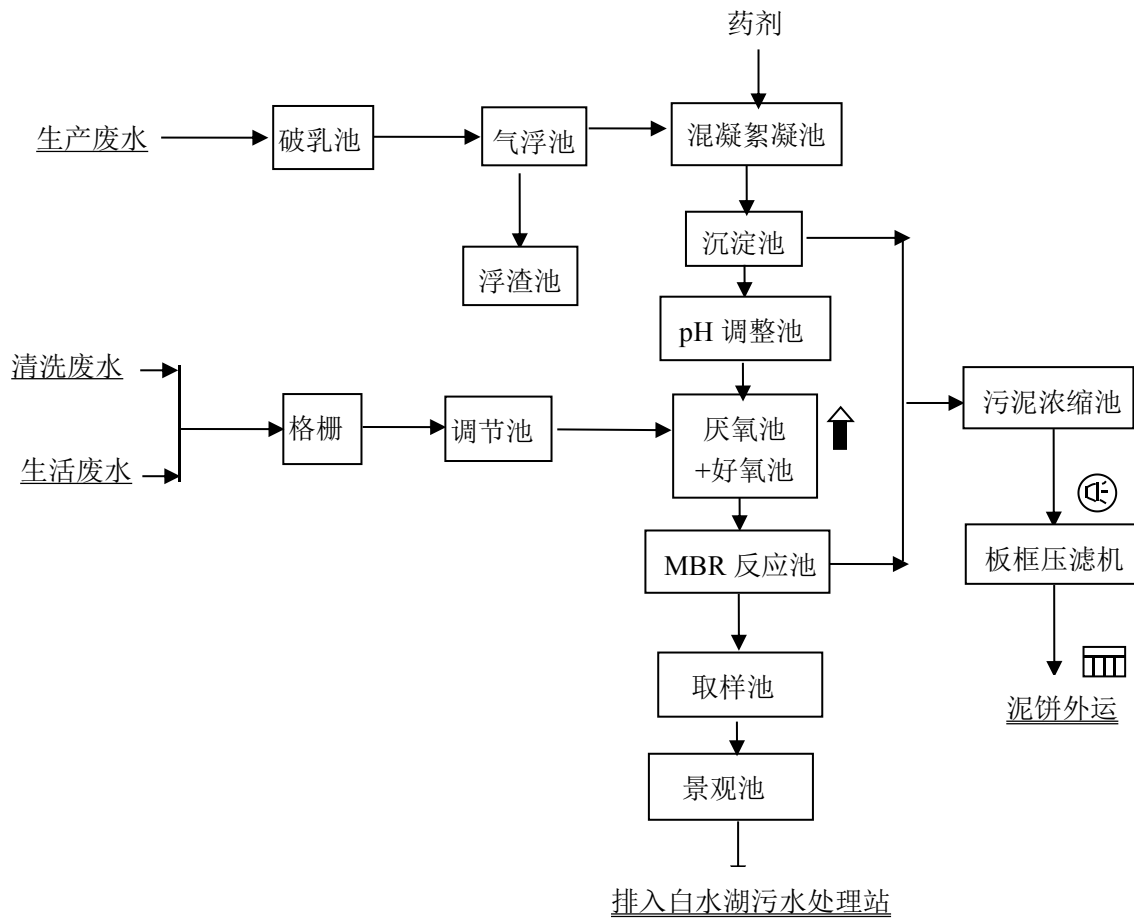 药剂
生产废水
破乳池
气浮池
混凝絮凝池
沉淀池
浮渣池
pH 调整池
清洗废水
生活废水
格栅
调节池
厌氧池
+好氧池
污泥浓缩池
MBR 反应池
板框压滤机
取样池
泥饼外运
景观池
排入白水湖污水处理站